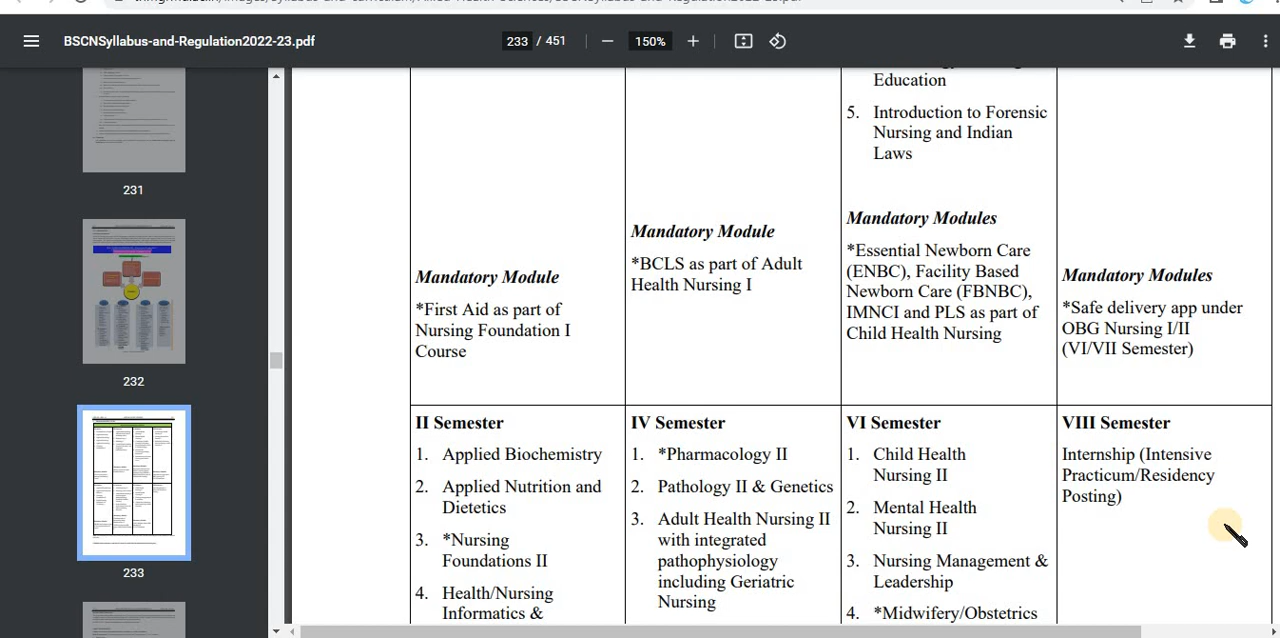 BSCNSyllabus-and-Regulation2022-23.pdf
233 / 451
150%
231
232
233
Education
5. Introduction to Forensic
Nursing and Indian
Laws
Mandatory Module
*First Aid as part of
Nursing Foundation I
Course
Mandatory Module
*BCLS as part of Adult
Health Nursing I
Mandatory Modules
*Essential Newborn Care
(ENBC), Facility Based
Newborn Care (FBNBC),
IMNCI and PLS as part of
Child Health Nursing
Mandatory Modules
*Safe delivery app under
OBG Nursing I/II
(VI/VII Semester)
II Semester
1. Applied Biochemistry
2. Applied Nutrition and
Dietetics
3. *Nursing
Foundations II
4. Health/Nursing
Informatics &
IV Semester
1. *Pharmacology II
2. Pathology II & Genetics
3. Adult Health Nursing II
with integrated
pathophysiology
including Geriatric
Nursing
VI Semester
1. Child Health
Nursing II
2. Mental Health
Nursing II
3. Nursing Management &
Leadership
4. *Midwifery/Obstetrics
VIII Semester
Internship (Intensive
Practicum/Residency
Posting)